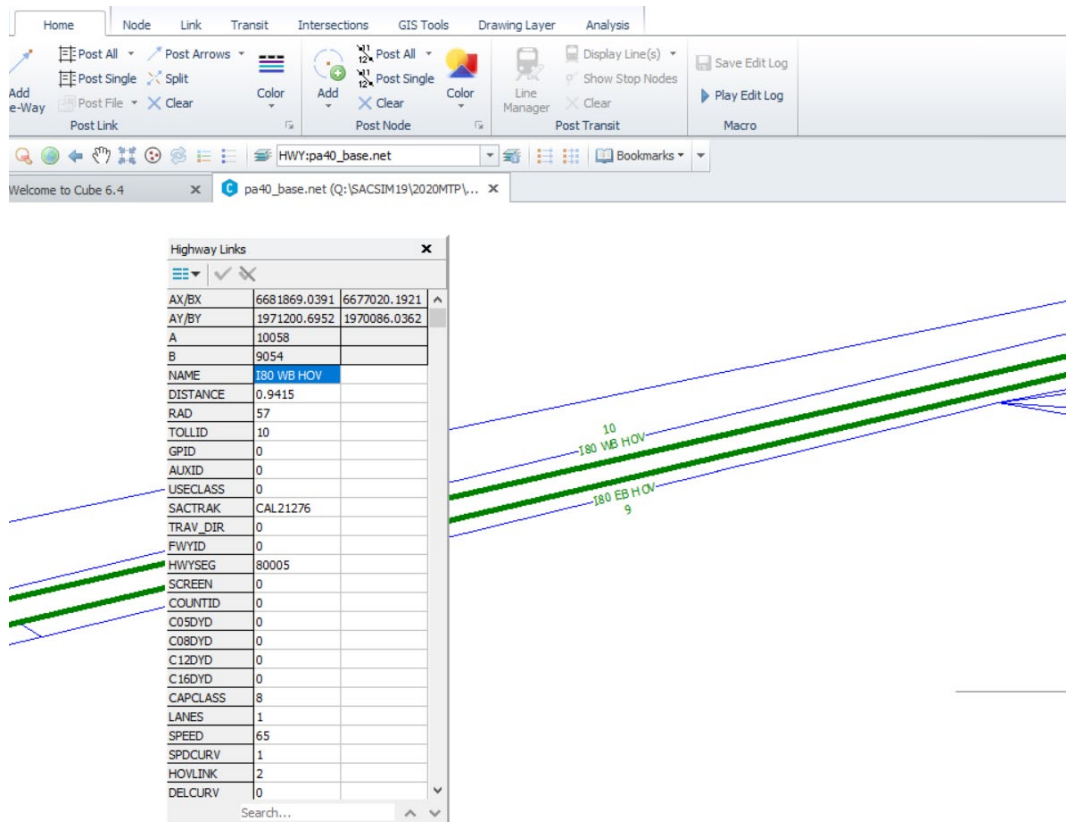 Home Node Link Transit Intersections GIS Tools Drawing Layer Analysis
Post All Post Arrows Post All Display Line(s) Save Edit Log
Post Single Split Post Single Show Stop Nodes Play Edit Log
Add e-Way Post File Clear Color Add Clear Color Line Manager Clear
Post Link Post Node Post Transit Macro
HWY:pa40_base.net Bookmarks
Welcome to Cube 6.4 pa40_base.net (Q:\SACSIM19\2020MTP\...
Highway Links
AX/BX 6681869.0391 6677020.1921
AY/BY 1971200.6952 1970086.0362
A 10058
B 9054
NAME I80 WB HOV
DISTANCE 0.9415
RAD 57
TOLLID 10
GPID 0
AUXID 0
USECLASS 0
SACTRAK CAL21276
TRAV_DIR 0
FWYID 0
HWYSEG 80005
SCREEN 0
COUNTID 0
C05DYD 0
C08DYD 0
C12DYD 0
C16DYD 0
CAPCLASS 8
LANES 1
SPEED 65
SPDCURV 1
HOVLINK 2
DELCURV 0
Search...
10
I80 WB HOV
I80 EB HOV
9